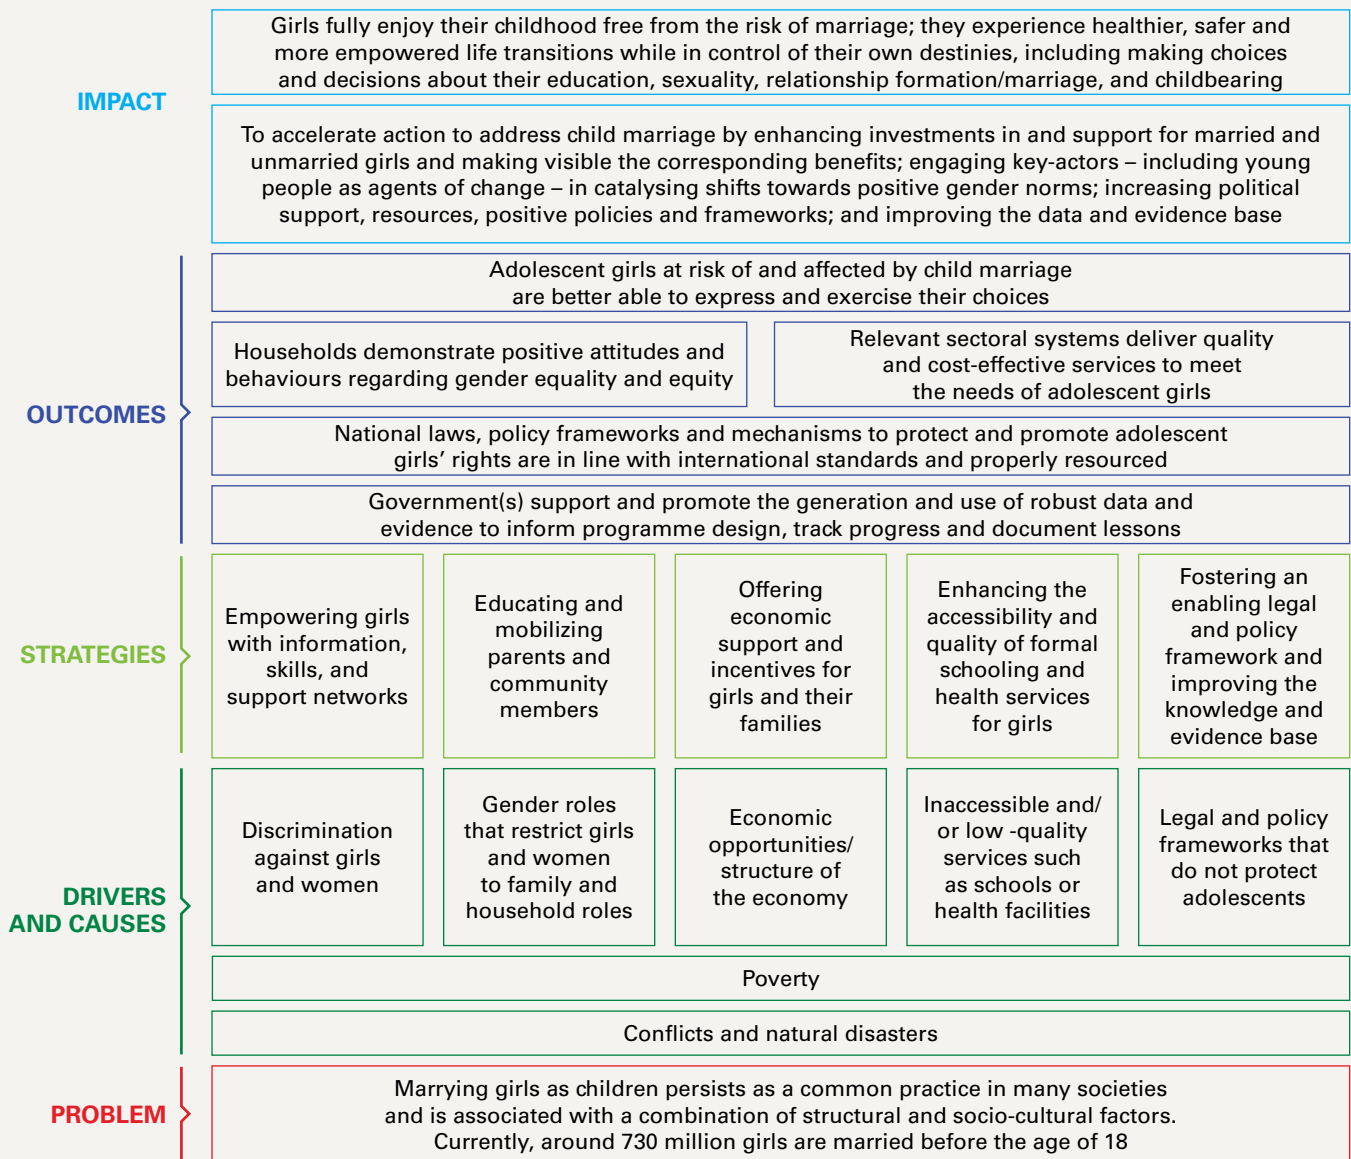 IMPACT
Girls fully enjoy their childhood free from the risk of marriage; they experience healthier, safer and
more empowered life transitions while in control of their own destinies, including making choices
and decisions about their education, sexuality, relationship formation/marriage, and childbearing
To accelerate action to address child marriage by enhancing investments in and support for married and
unmarried girls and making visible the corresponding benefits; engaging key-actors – including young
people as agents of change – in catalysing shifts towards positive gender norms; increasing political
support, resources, positive policies and frameworks; and improving the data and evidence base
OUTCOMES
Adolescent girls at risk of and affected by child marriage
are better able to express and exercise their choices
Households demonstrate positive attitudes and
behaviours regarding gender equality and equity
Relevant sectoral systems deliver quality
and cost-effective services to meet
the needs of adolescent girls
National laws, policy frameworks and mechanisms to protect and promote adolescent
girls’ rights are in line with international standards and properly resourced
Government(s) support and promote the generation and use of robust data and
evidence to inform programme design, track progress and document lessons
STRATEGIES
Empowering girls
with information,
skills, and
support networks
Educating and
mobilizing
parents and
community
members
Offering
economic
support and
incentives for
girls and their
families
Enhancing the
accessibility and
quality of formal
schooling and
health services
for girls
Fostering an
enabling legal
and policy
framework and
improving the
knowledge and
evidence base
DRIVERS
AND CAUSES
Discrimination
against girls
and women
Gender roles
that restrict girls
and women
to family and
household roles
Economic
opportunities/
structure of
the economy
Inaccessible and/
or low -quality
services such
as schools or
health facilities
Legal and policy
frameworks that
do not protect
adolescents
Poverty
Conflicts and natural disasters
PROBLEM
Marrying girls as children persists as a common practice in many societies
and is associated with a combination of structural and socio-cultural factors.
Currently, around 730 million girls are married before the age of 18